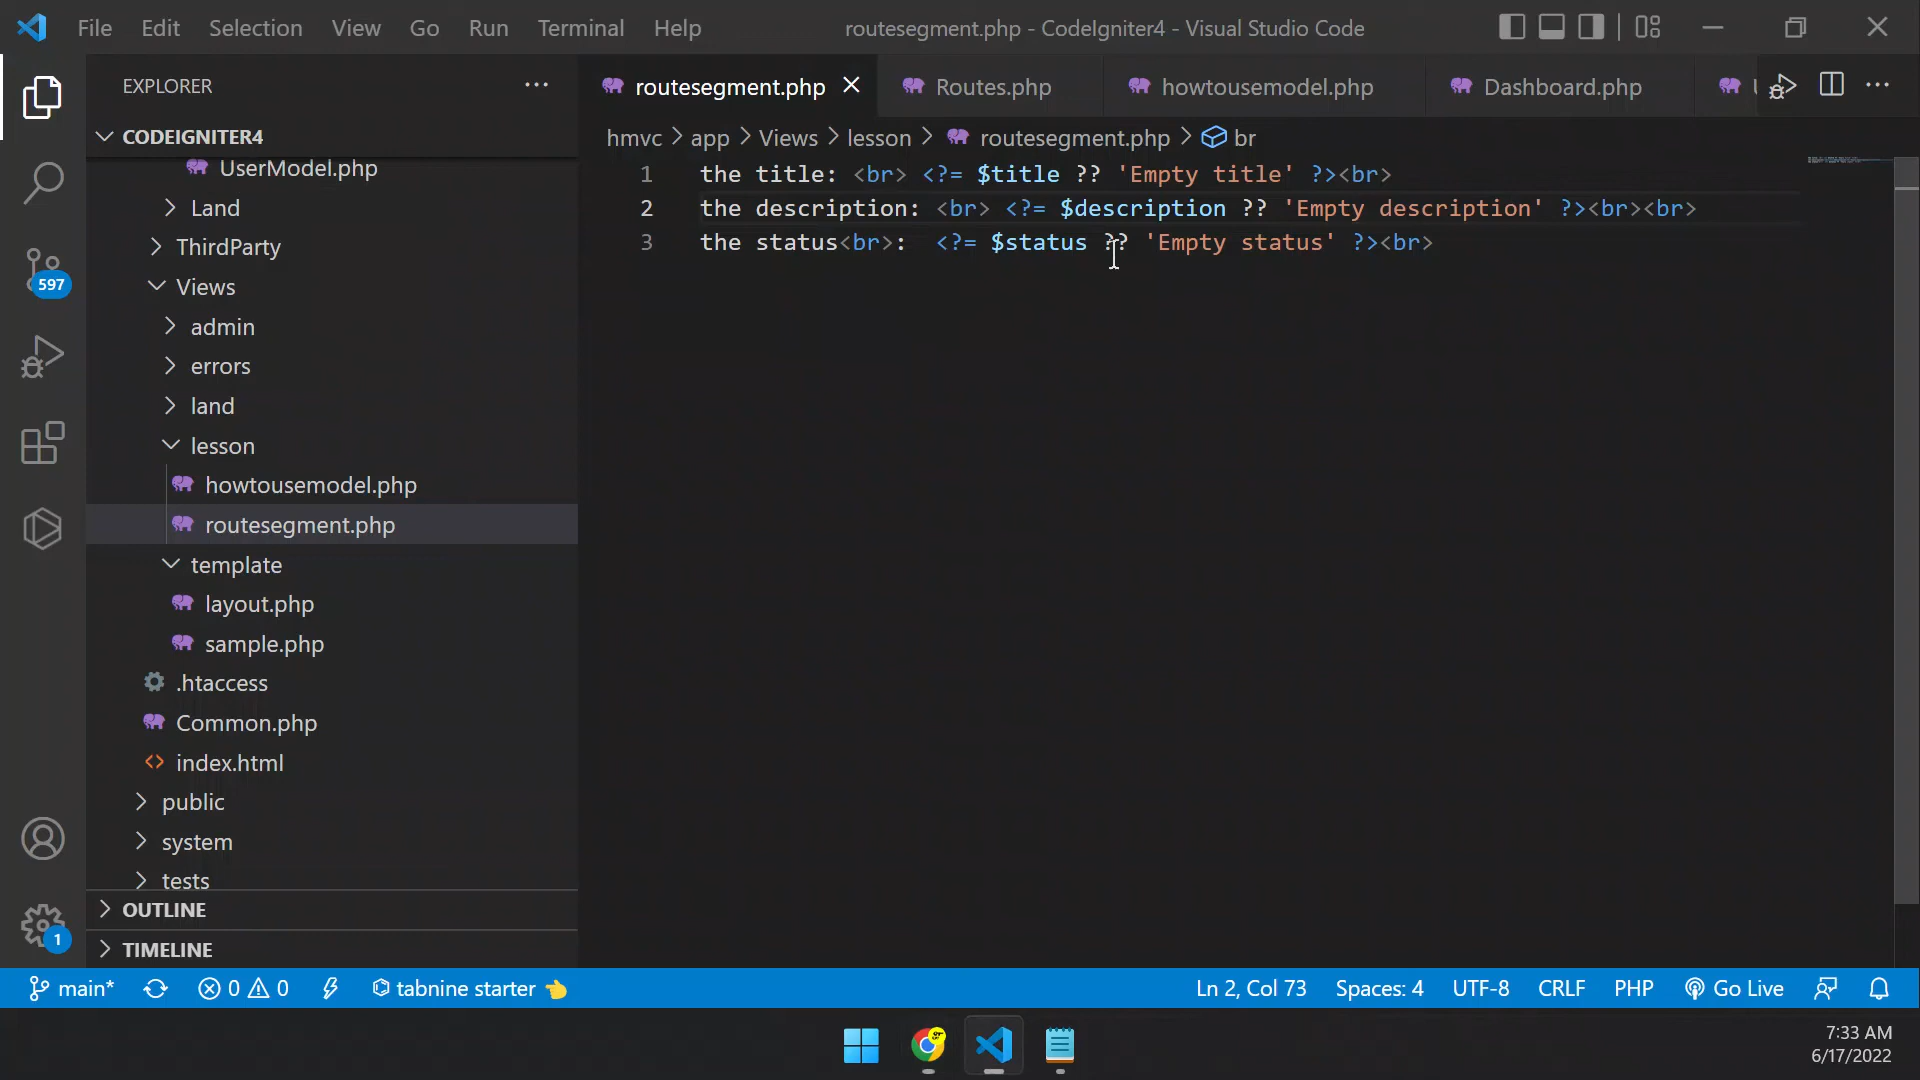 File Edit Selection View Go Run Terminal Help routesegment.php - CodeIgniter4 - Visual Studio Code
EXPLORER
routesegment.php Routes.php howtousemodel.php Dashboard.php
CODEIGNITER4
hmvc > app > Views > lesson > routesegment.php > br
UserModel.php
Land
ThirdParty
Views
admin
errors
land
lesson
howtousemodel.php
routesegment.php
template
layout.php
sample.php
.htaccess
Common.php
index.html
public
system
tests
OUTLINE
TIMELINE
597
1
1 the title: <br> <?= $title ?? 'Empty title' ?><br>
2 the description: <br> <?= $description ?? 'Empty description' ?><br><br>
3 the status<br>:  <?= $status ?? 'Empty status' ?><br>
main* 0 0 tabnine starter 👈 Ln 2, Col 73 Spaces: 4 UTF-8 CRLF PHP Go Live
7:33 AM
6/17/2022